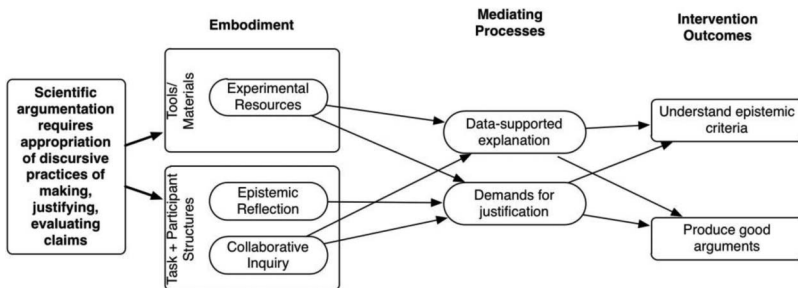 Embodiment
Mediating
Processes
Intervention
Outcomes
Scientific
argumentation
requires
appropriation
of discursive
practices of
making,
justifying,
evaluating
claims
Tools/
Materials
Experimental
Resources
Task + Participant
Structures
Epistemic
Reflection
Collaborative
Inquiry
Data-supported
explanation
Demands for
justification
Understand epistemic
criteria
Produce good
arguments